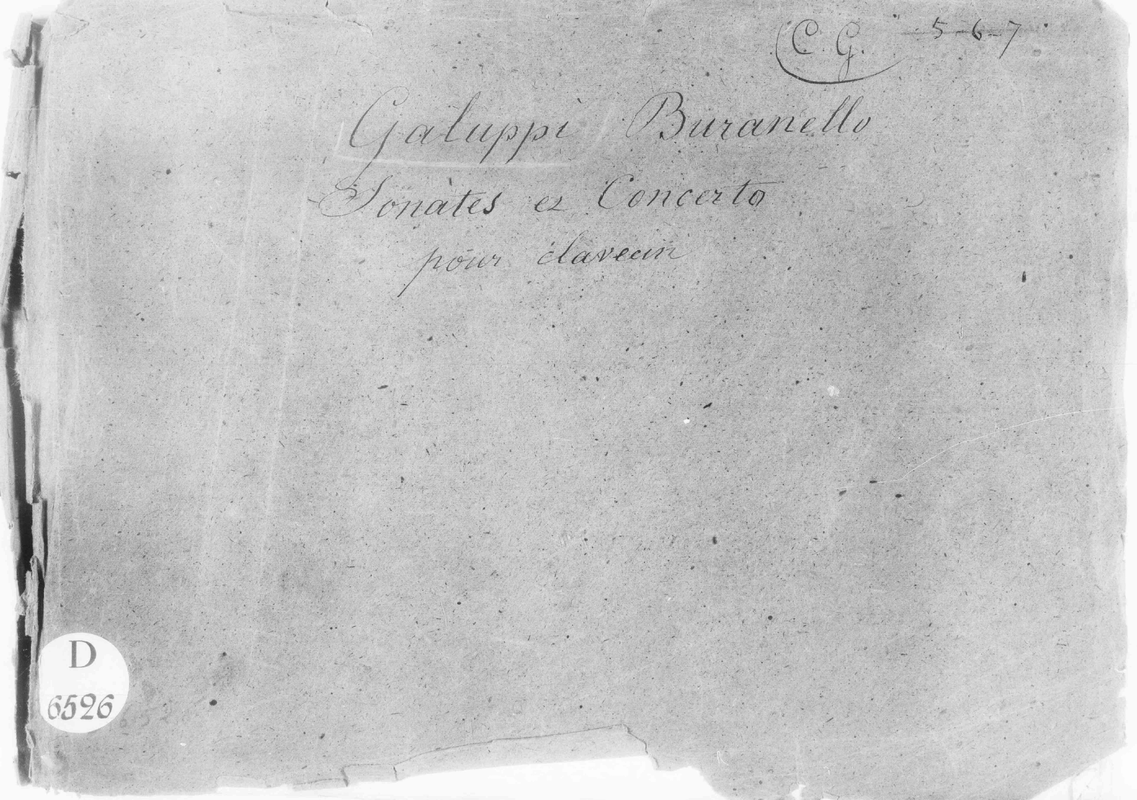 C. G. 5-6-7
Galuppi Buranello
Sonates et Concerto
pour clavecin
D
6526